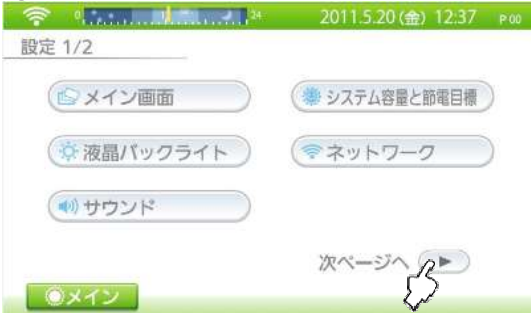 0 24 2011.5.20(金) 12:37 P 00
設定 1/2
メイン画面 システム容量と節電目標
液晶バックライト ネットワーク
サウンド
次ページへ
メイン